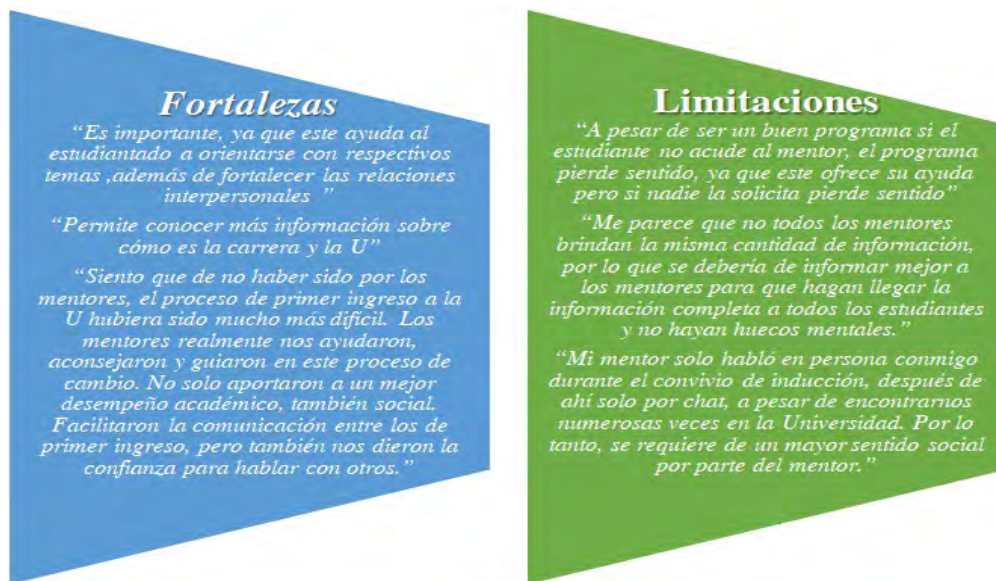 Fortalezas
“Es importante, ya que este ayuda al
estudiantado a orientarse con respectivos
temas ,además de fortalecer las relaciones
interpersonales ”
“Permite conocer más información sobre
cómo es la carrera y la U”
“Siento que de no haber sido por los
mentores, el proceso de primer ingreso a la
U hubiera sido mucho más difícil. Los
mentores realmente nos ayudaron,
aconsejaron y guiaron en este proceso de
cambio. No solo aportaron a un mejor
desempeño académico, también social.
Facilitaron la comunicación entre los de
primer ingreso, pero también nos dieron la
confianza para hablar con otros.”
Limitaciones
“A pesar de ser un buen programa si el
estudiante no acude al mentor, el programa
pierde sentido, ya que este ofrece su ayuda
pero si nadie la solicita pierde sentido”
“Me parece que no todos los mentores
brindan la misma cantidad de información,
por lo que se debería de informar mejor a
los mentores para que hagan llegar la
información completa a todos los estudiantes
y no hayan huecos mentales.”
“Mi mentor solo habló en persona conmigo
durante el convivio de inducción, después de
ahí solo por chat, a pesar de encontrarnos
numerosas veces en la Universidad. Por lo
tanto, se requiere de un mayor sentido social
por parte del mentor.”